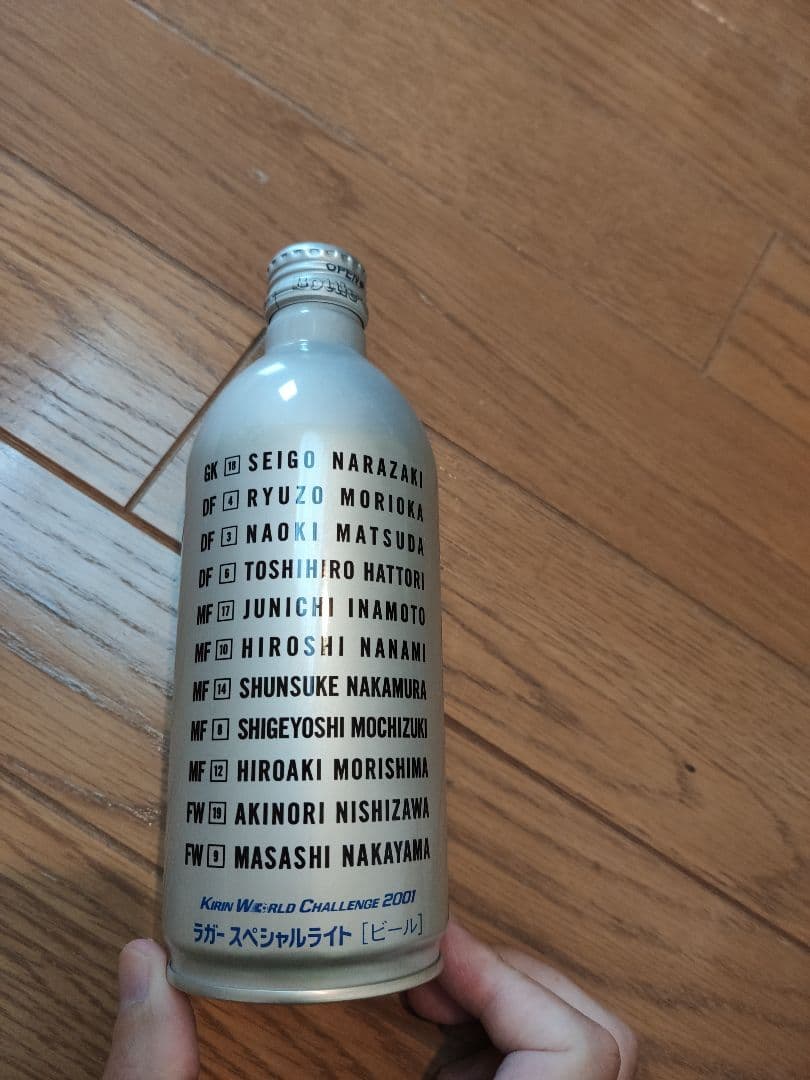 OPEN
Bottle
GK 18 SEIGO NARAZAKI
DF 4 RYUZO MORIOKA
DF 3 NAOKI MATSUDA
DF 6 TOSHIHIRO HATTORI
MF 17 JUNICHI INAMOTO
MF 10 HIROSHI NANAMI
MF 14 SHUNSUKE NAKAMURA
MF 8 SHIGEYOSHI MOCHIZUKI
MF 12 HIROAKI MORISHIMA
FW 19 AKINORI NISHIZAWA
FW 9 MASASHI NAKAYAMA
KIRIN WORLD CHALLENGE 2001
ラガー スペシャルライト [ビール]